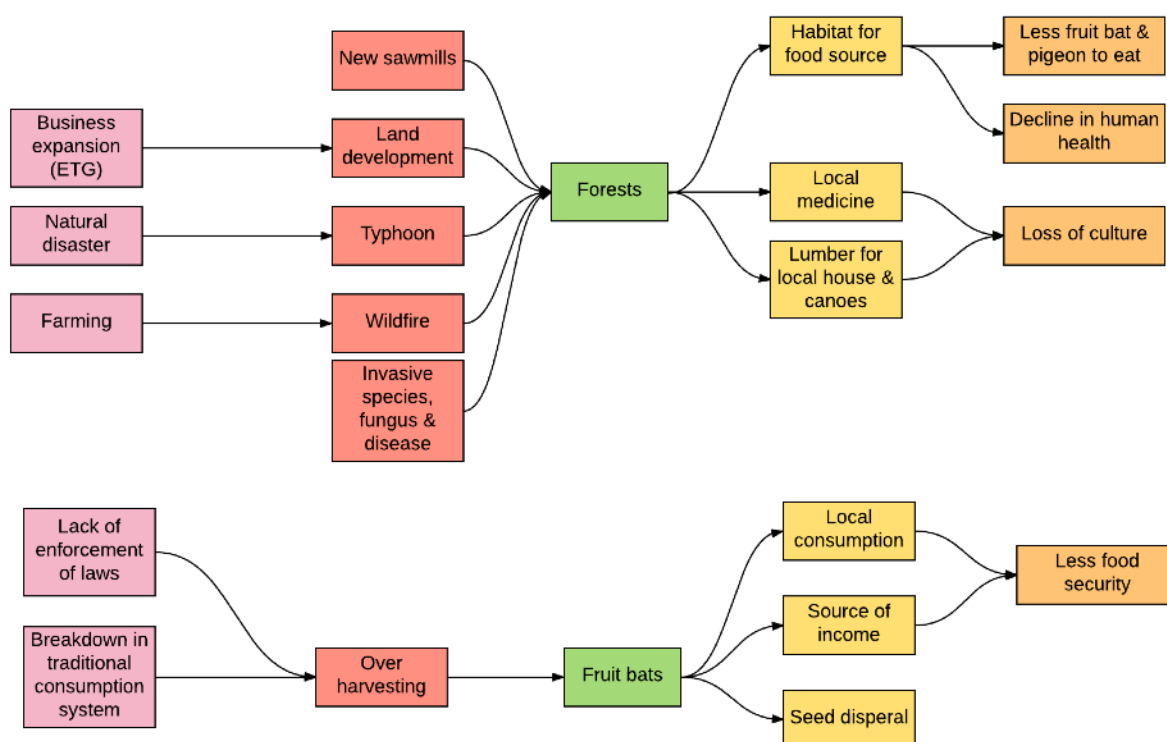 New sawmills
Habitat for
food source
Less fruit bat &
pigeon to eat
Business
expansion
(ETG)
Land
development
Decline in human
health
Forests
Local
medicine
Natural
disaster
Typhoon
Loss of culture
Lumber for
local house &
canoes
Farming
Wildfire
Invasive
species,
fungus &
disease
Lack of
enforcement
of laws
Local
consumption
Less food
security
Source of
income
Breakdown in
traditional
consumption
system
Over
harvesting
Fruit bats
Seed disperal